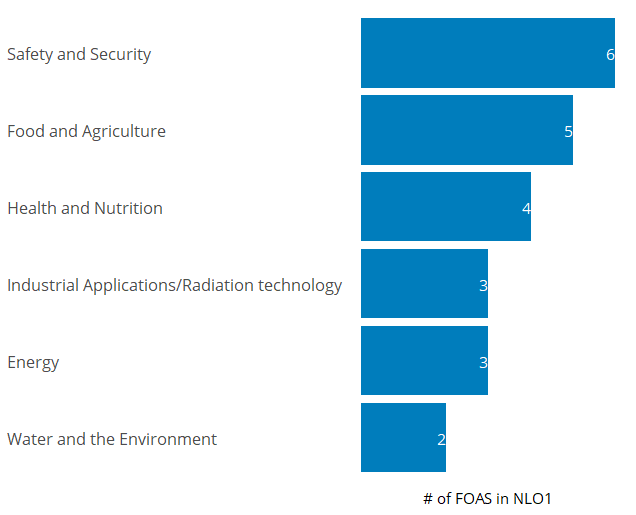 Safety and Security 6
Food and Agriculture 5
Health and Nutrition 4
Industrial Applications/Radiation technology 3
Energy 3
Water and the Environment 2
# of FOAS in NLO1